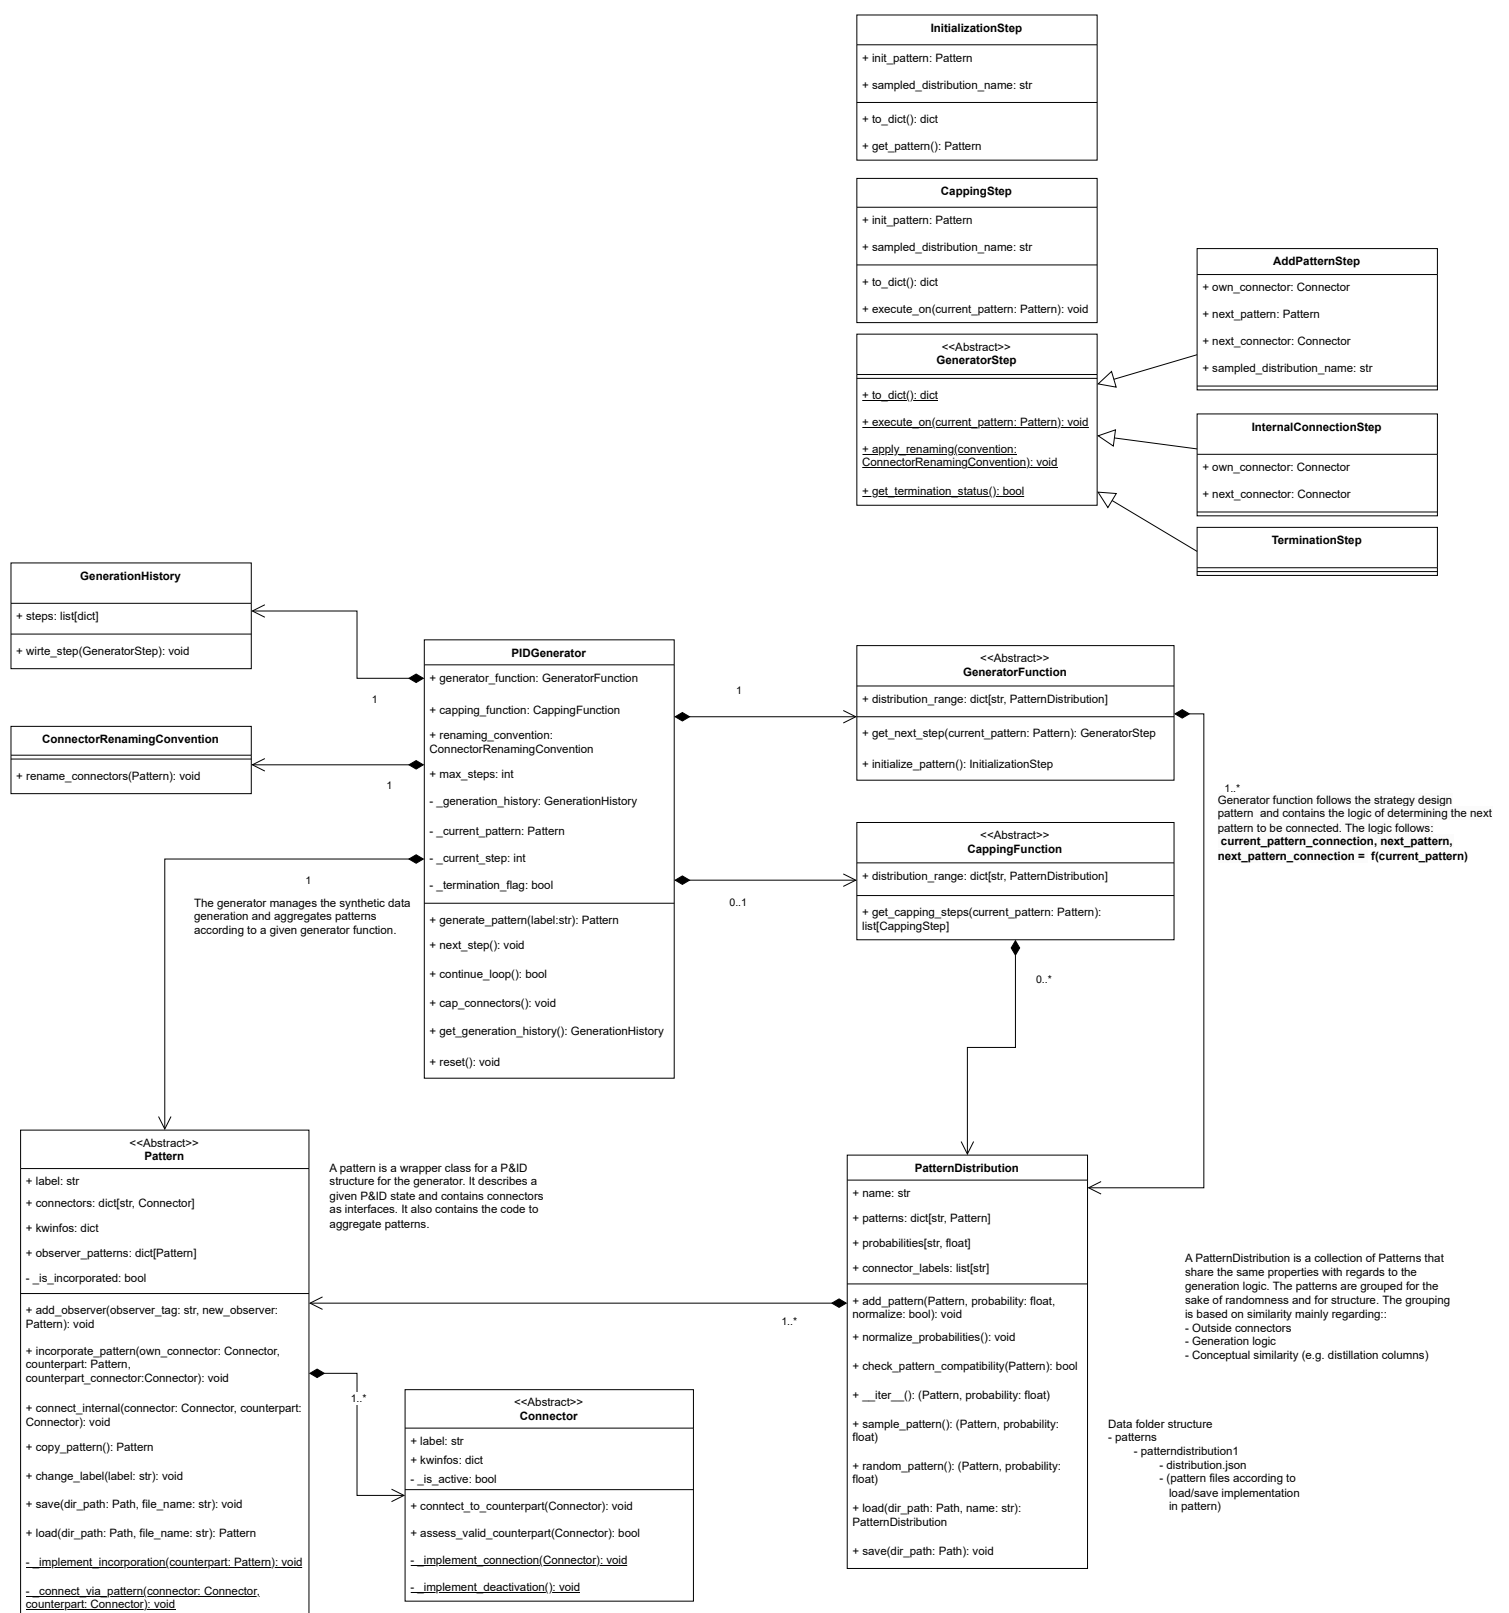 InitializationStep
+ init_pattern: Pattern
+ sampled_distribution_name: str
+ to_dict(): dict
+ get_pattern(): Pattern
CappingStep
+ init_pattern: Pattern
+ sampled_distribution_name: str
+ to_dict(): dict
+ execute_on(current_pattern: Pattern): void
<<Abstract>>
GeneratorStep
+ to_dict(): dict
+ execute_on(current_pattern: Pattern): void
+ apply_renaming(convention:
ConnectorRenamingConvention): void
+ get_termination_status(): bool
AddPatternStep
+ own_connector: Connector
+ next_pattern: Pattern
+ next_connector: Connector
+ sampled_distribution_name: str
InternalConnectionStep
+ own_connector: Connector
+ next_connector: Connector
TerminationStep
GenerationHistory
+ steps: list[dict]
+ wirte_step(GeneratorStep): void
1
ConnectorRenamingConvention
+ rename_connectors(Pattern): void
1
PIDGenerator
+ generator_function: GeneratorFunction
+ capping_function: CappingFunction
+ renaming_convention:
ConnectorRenamingConvention
+ max_steps: int
- _generation_history: GenerationHistory
- _current_pattern: Pattern
- _current_step: int
- _termination_flag: bool
+ generate_pattern(label:str): Pattern
+ next_step(): void
+ continue_loop(): bool
+ cap_connectors(): void
+ get_generation_history(): GenerationHistory
+ reset(): void
1
The generator manages the synthetic data
generation and aggregates patterns
according to a given generator function.
1
<<Abstract>>
GeneratorFunction
+ distribution_range: dict[str, PatternDistribution]
+ get_next_step(current_pattern: Pattern): GeneratorStep
+ initialize_pattern(): InitializationStep
1..*
Generator function follows the strategy design
pattern  and contains the logic of determining the next
pattern to be connected. The logic follows:
current_pattern_connection, next_pattern,
next_pattern_connection =  f(current_pattern)
0..1
<<Abstract>>
CappingFunction
+ distribution_range: dict[str, PatternDistribution]
+ get_capping_steps(current_pattern: Pattern):
list[CappingStep]
0..*
<<Abstract>>
Pattern
+ label: str
+ connectors: dict[str, Connector]
+ kwinfos: dict
+ observer_patterns: dict[Pattern]
- _is_incorporated: bool
+ add_observer(observer_tag: str, new_observer:
Pattern): void
+ incorporate_pattern(own_connector: Connector,
counterpart: Pattern,
counterpart_connector:Connector): void
+ connect_internal(connector: Connector, counterpart:
Connector): void
+ copy_pattern(): Pattern
+ change_label(label: str): void
+ save(dir_path: Path, file_name: str): void
+ load(dir_path: Path, file_name: str): Pattern
- _implement_incorporation(counterpart: Pattern): void
- _connect_via_pattern(connector: Connector,
counterpart: Connector): void
A pattern is a wrapper class for a P&ID
structure for the generator. It describes a
given P&ID state and contains connectors
as interfaces. It also contains the code to
aggregate patterns.
1..*
1..*
<<Abstract>>
Connector
+ label: str
+ kwinfos: dict
- _is_active: bool
+ conntect_to_counterpart(Connector): void
+ assess_valid_counterpart(Connector): bool
- _implement_connection(Connector): void
- _implement_deactivation(): void
PatternDistribution
+ name: str
+ patterns: dict[str, Pattern]
+ probabilities[str, float]
+ connector_labels: list[str]
+ add_pattern(Pattern, probability: float,
normalize: bool): void
+ normalize_probabilities(): void
+ check_pattern_compatibility(Pattern): bool
+ __iter__(): (Pattern, probability: float)
+ sample_pattern(): (Pattern, probability:
float)
+ random_pattern(): (Pattern, probability:
float)
+ load(dir_path: Path, name: str):
PatternDistribution
+ save(dir_path: Path): void
A PatternDistribution is a collection of Patterns that
share the same properties with regards to the
generation logic. The patterns are grouped for the
sake of randomness and for structure. The grouping
is based on similarity mainly regarding::
- Outside connectors
- Generation logic
- Conceptual similarity (e.g. distillation columns)
Data folder structure
- patterns
- patterndistribution1
- distribution.json
- (pattern files according to
load/save implementation
in pattern)